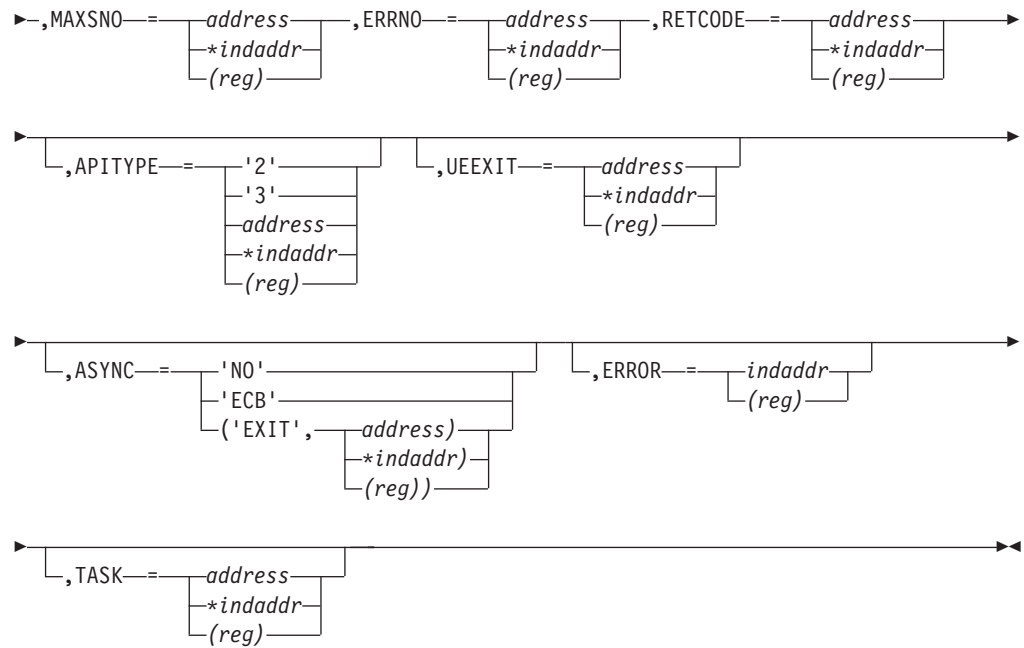 ,MAXSNO = address ,ERRNO = address ,RETCODE = address
*indaddr *indaddr *indaddr
(reg) (reg) (reg)
,APITYPE = '2' ,UEEXIT = address
'3' *indaddr
address (reg)
*indaddr
(reg)
,ASYNC = 'NO' ,ERROR = indaddr
'ECB' (reg)
('EXIT', address)
*indaddr)
(reg))
,TASK = address
*indaddr
(reg)